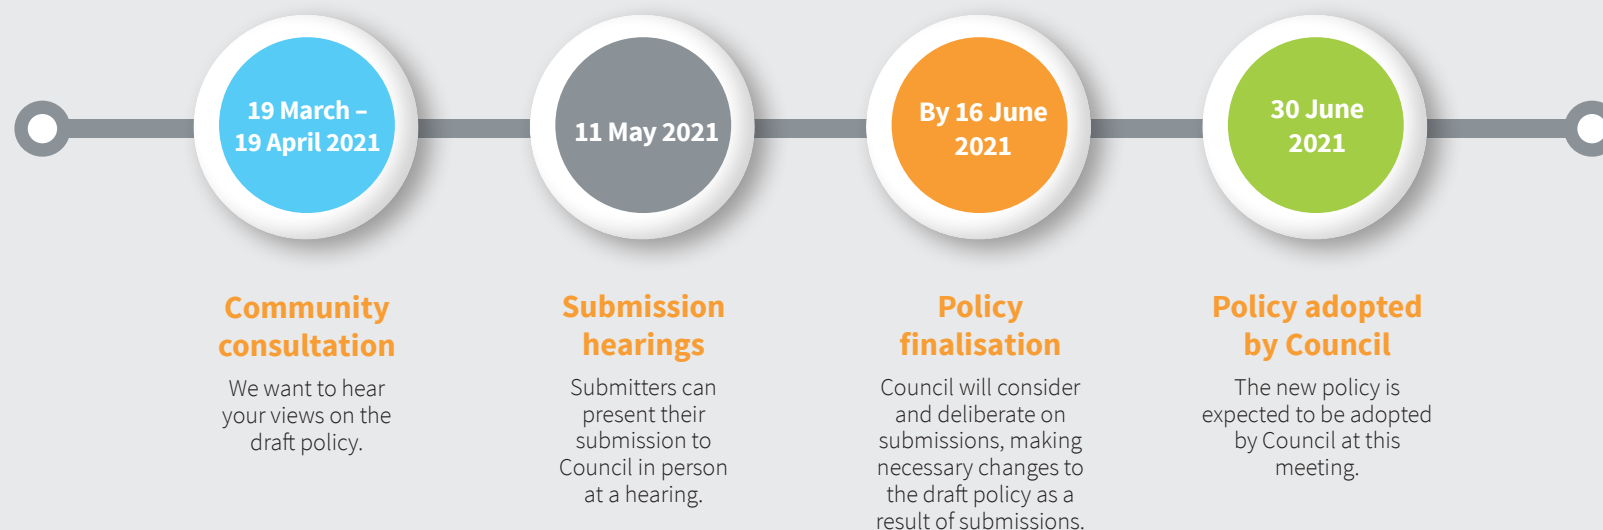 19 March –
19 April 2021
Community
consultation
We want to hear
your views on the
draft policy.
11 May 2021
Submission
hearings
Submitters can
present their
submission to
Council in person
at a hearing.
By 16 June
2021
Policy
finalisation
Council will consider
and deliberate on
submissions, making
necessary changes to
the draft policy as a
result of submissions.
30 June
2021
Policy adopted
by Council
The new policy is
expected to be adopted
by Council at this
meeting.